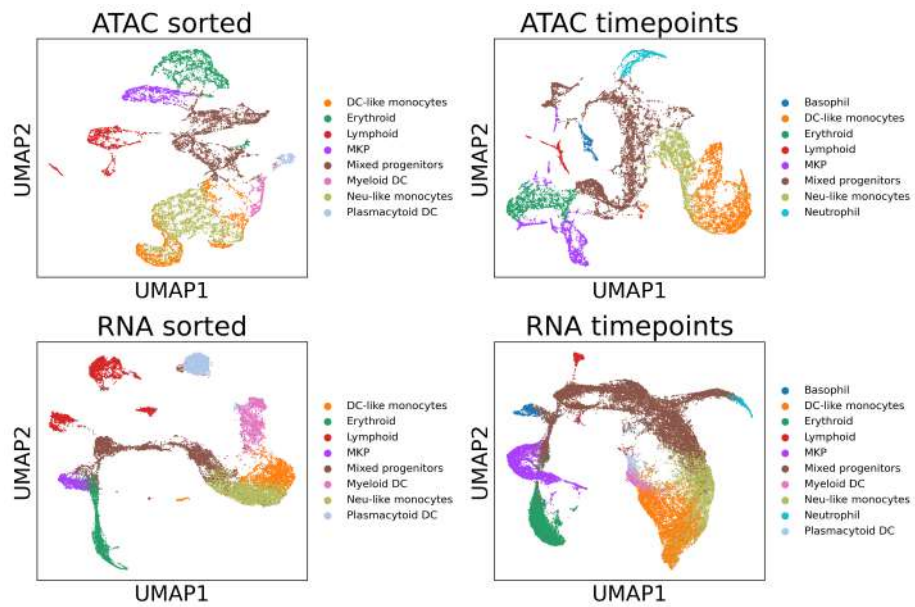 ATAC sorted
UMAP2
UMAP1
DC-like monocytes
Erythroid
Lymphoid
MKP
Mixed progenitors
Myeloid DC
Neu-like monocytes
Plasmacytoid DC
ATAC timepoints
UMAP2
UMAP1
Basophil
DC-like monocytes
Erythroid
Lymphoid
MKP
Mixed progenitors
Neu-like monocytes
Neutrophil
RNA sorted
UMAP2
UMAP1
DC-like monocytes
Erythroid
Lymphoid
MKP
Mixed progenitors
Myeloid DC
Neu-like monocytes
Plasmacytoid DC
RNA timepoints
UMAP2
UMAP1
Basophil
DC-like monocytes
Erythroid
Lymphoid
MKP
Mixed progenitors
Myeloid DC
Neu-like monocytes
Neutrophil
Plasmacytoid DC